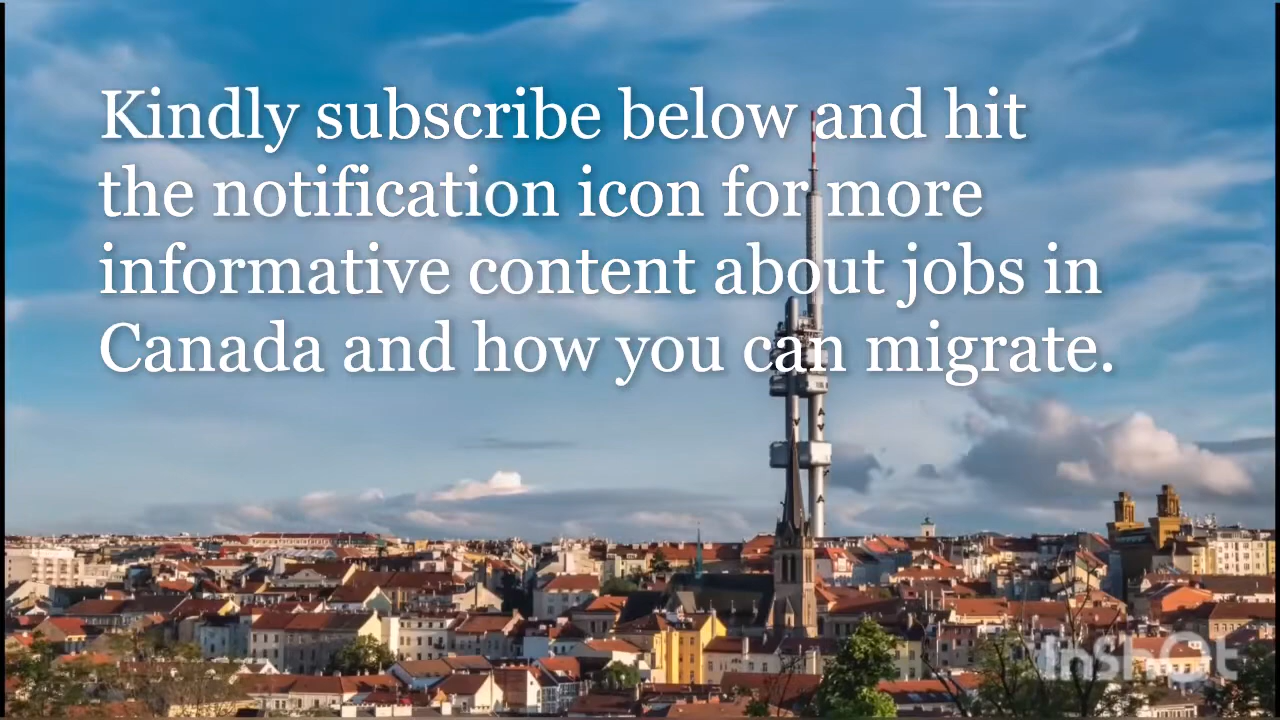 Kindly subscribe below and hit
the notification icon for more
informative content about jobs in
Canada and how you can migrate.
InShOt